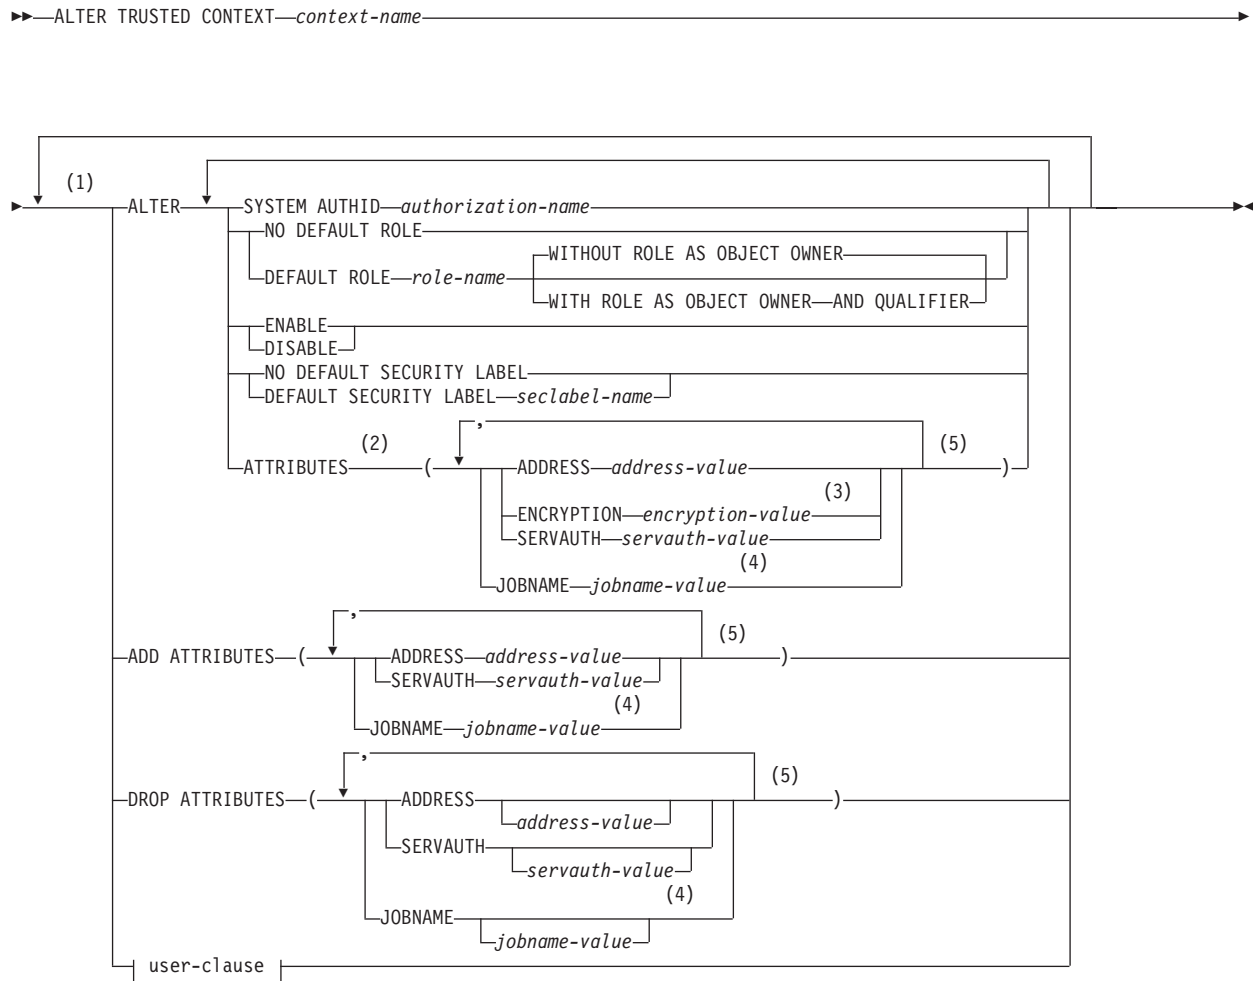 ALTER TRUSTED CONTEXT context-name
(1)
ALTER SYSTEM AUTHID authorization-name
NO DEFAULT ROLE
WITHOUT ROLE AS OBJECT OWNER
DEFAULT ROLE role-name
WITH ROLE AS OBJECT OWNER AND QUALIFIER
ENABLE
DISABLE
NO DEFAULT SECURITY LABEL
DEFAULT SECURITY LABEL seclabel-name
,
(2) (5)
ATTRIBUTES ( ADDRESS address-value )
(3)
ENCRYPTION encryption-value
SERVAUTH servauth-value
(4)
JOBNAME jobname-value
,
(5)
ADD ATTRIBUTES ( ADDRESS address-value )
SERVAUTH servauth-value
(4)
JOBNAME jobname-value
,
(5)
DROP ATTRIBUTES ( ADDRESS )
address-value
SERVAUTH
servauth-value
(4)
JOBNAME
jobname-value
user-clause